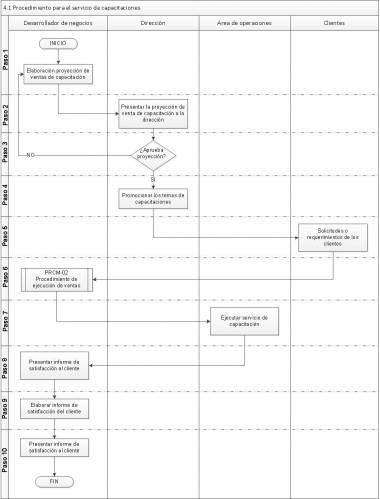 4.1 Procedimiento para el servicio de capacitaciones
Desarrollador de negocios
Dirección
Área de operaciones
Clientes
Paso 1
INICIO
Elaboración proyección de
ventas de capacitación
Paso 2
Presentar la proyección de
venta de capacitación a la
dirección
Paso 3
¿Aprueba
proyección?
NO
SI
Paso 4
Promocionar los temas de
capacitaciones
Paso 5
Solicitudes o
requerimientos de los
clientes
Paso 6
PRCM-02
Procedimiento de
ejecución de ventas
Paso 7
Ejecutar servicio de
capacitación
Paso 8
Presentar informe de
satisfacción al cliente
Paso 9
Elaborar informe de
satisfacción del cliente
Paso 10
Presentar informe de
satisfacción al cliente
FIN